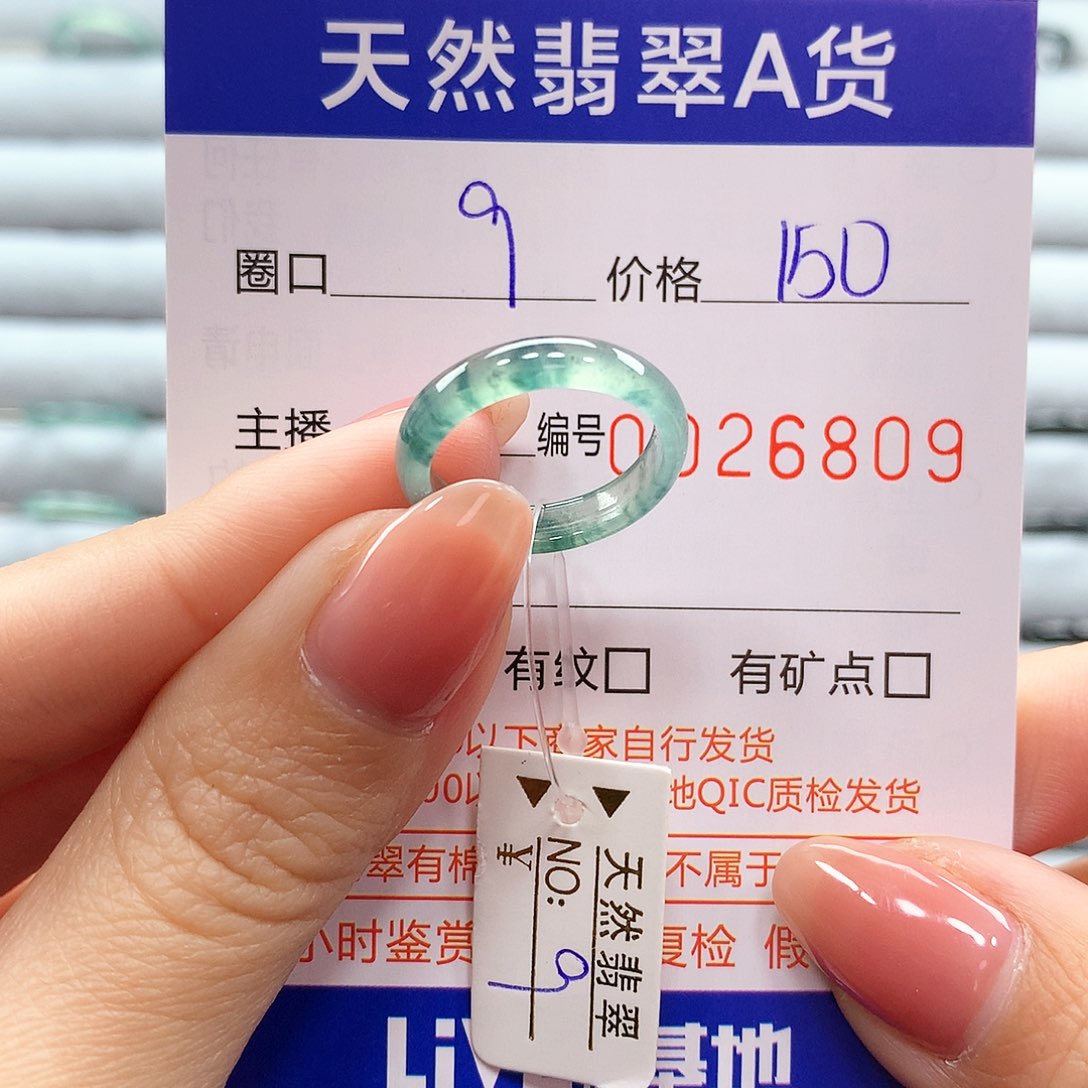 天然翡翠A货
圈口 9 价格 150
主播 编号 0026809
有纹□ 有矿点□
以下商家自行发货
地QIC质检发货
翠有棉 不属于
小时鉴赏 复检 假
天然翡翠
NO: 9
¥